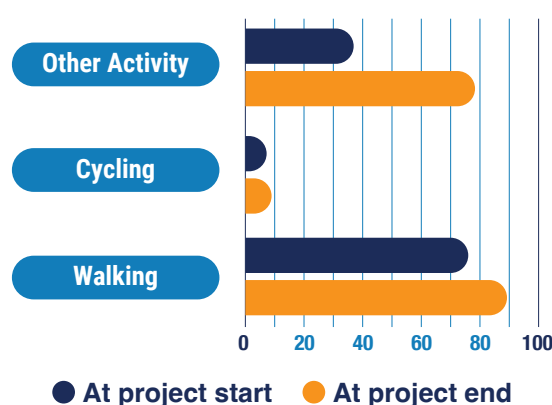 Other Activity
Cycling
Walking
0 20 40 60 80 100
At project start At project end